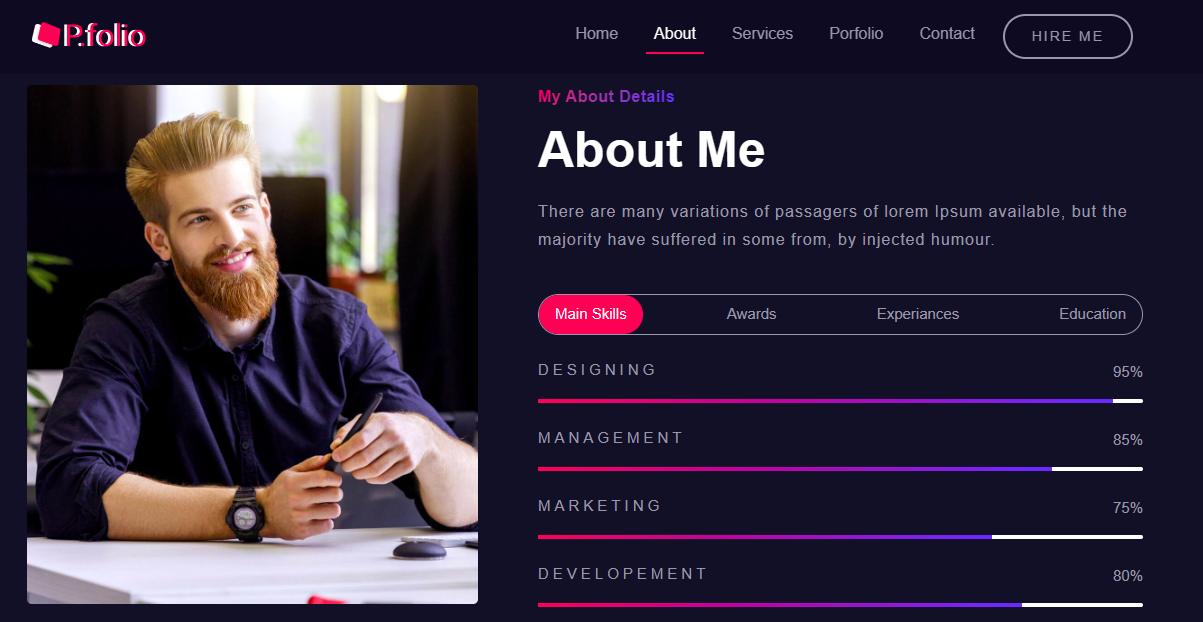 P.folio
Home About Services Porfolio Contact HIRE ME
My About Details
About Me
There are many variations of passagers of lorem Ipsum available, but the
majority have suffered in some from, by injected humour.
Main Skills Awards Experiances Education
DESIGNING 95%
MANAGEMENT 85%
MARKETING 75%
DEVELOPEMENT 80%